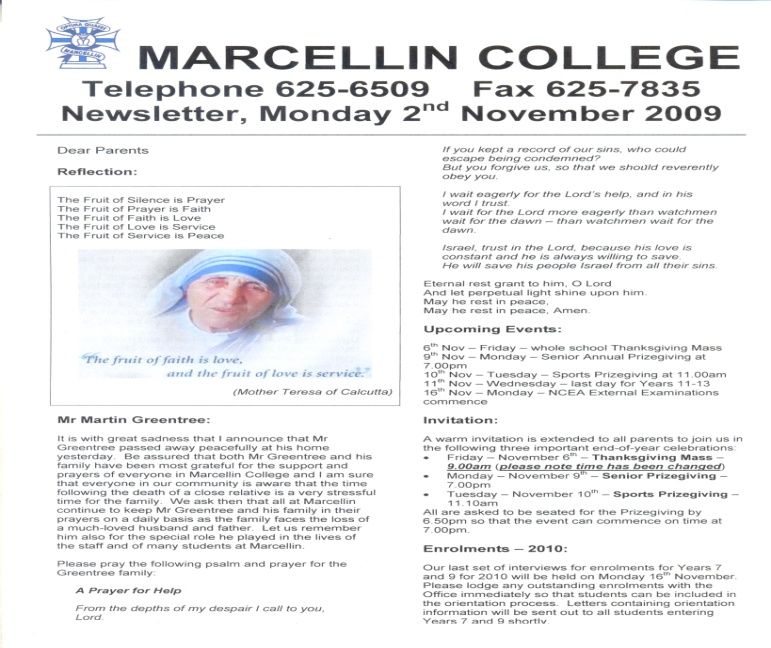 MARCELLIN
MARCELLIN COLLEGE
Telephone 625-6509 Fax 625-7835
Newsletter, Monday 2nd November 2009
Dear Parents
Reflection:
The Fruit of Silence is Prayer
The Fruit of Prayer is Faith
The Fruit of Faith is Love
The Fruit of Love is Service
The Fruit of Service is Peace
"The fruit of faith is love,
and the fruit of love is service."
(Mother Teresa of Calcutta)
Mr Martin Greentree:
It is with great sadness that I announce that Mr
Greentree passed away peacefully at his home
yesterday. Be assured that both Mr Greentree and his
family have been most grateful for the support and
prayers of everyone in Marcellin College and I am sure
that everyone in our community is aware that the time
following the death of a close relative is a very stressful
time for the family. We ask then that all at Marcellin
continue to keep Mr Greentree and his family in their
prayers on a daily basis as the family faces the loss of
a much-loved husband and father. Let us remember
him also for the special role he played in the lives of
the staff and of many students at Marcellin.
Please pray the following psalm and prayer for the
Greentree family:
A Prayer for Help
From the depths of my despair I call to you,
Lord.
If you kept a record of our sins, who could
escape being condemned?
But you forgive us, so that we should reverently
obey you.
I wait eagerly for the Lord's help, and in his
word I trust.
I wait for the Lord more eagerly than watchmen
wait for the dawn – than watchmen wait for the
dawn.
Israel, trust in the Lord, because his love is
constant and he is always willing to save.
He will save his people Israel from all their sins.
Eternal rest grant to him, O Lord
And let perpetual light shine upon him.
May he rest in peace,
May he rest in peace, Amen.
Upcoming Events:
6th Nov – Friday – whole school Thanksgiving Mass
9th Nov – Monday – Senior Annual Prizegiving at
7.00pm
10th Nov – Tuesday – Sports Prizegiving at 11.00am
11th Nov – Wednesday – last day for Years 11-13
16th Nov – Monday – NCEA External Examinations
commence
Invitation:
A warm invitation is extended to all parents to join us in
the following three important end-of-year celebrations:
• Friday – November 6th – Thanksgiving Mass –
9.00am (please note time has been changed)
• Monday – November 9th – Senior Prizegiving –
7.00pm
• Tuesday – November 10th – Sports Prizegiving –
11.10am
All are asked to be seated for the Prizegiving by
6.50pm so that the event can commence on time at
7.00pm.
Enrolments – 2010:
Our last set of interviews for enrolments for Years 7
and 9 for 2010 will be held on Monday 16th November.
Please lodge any outstanding enrolments with the
Office immediately so that students can be included in
the orientation process. Letters containing orientation
information will be sent out to all students entering
Years 7 and 9 shortly.